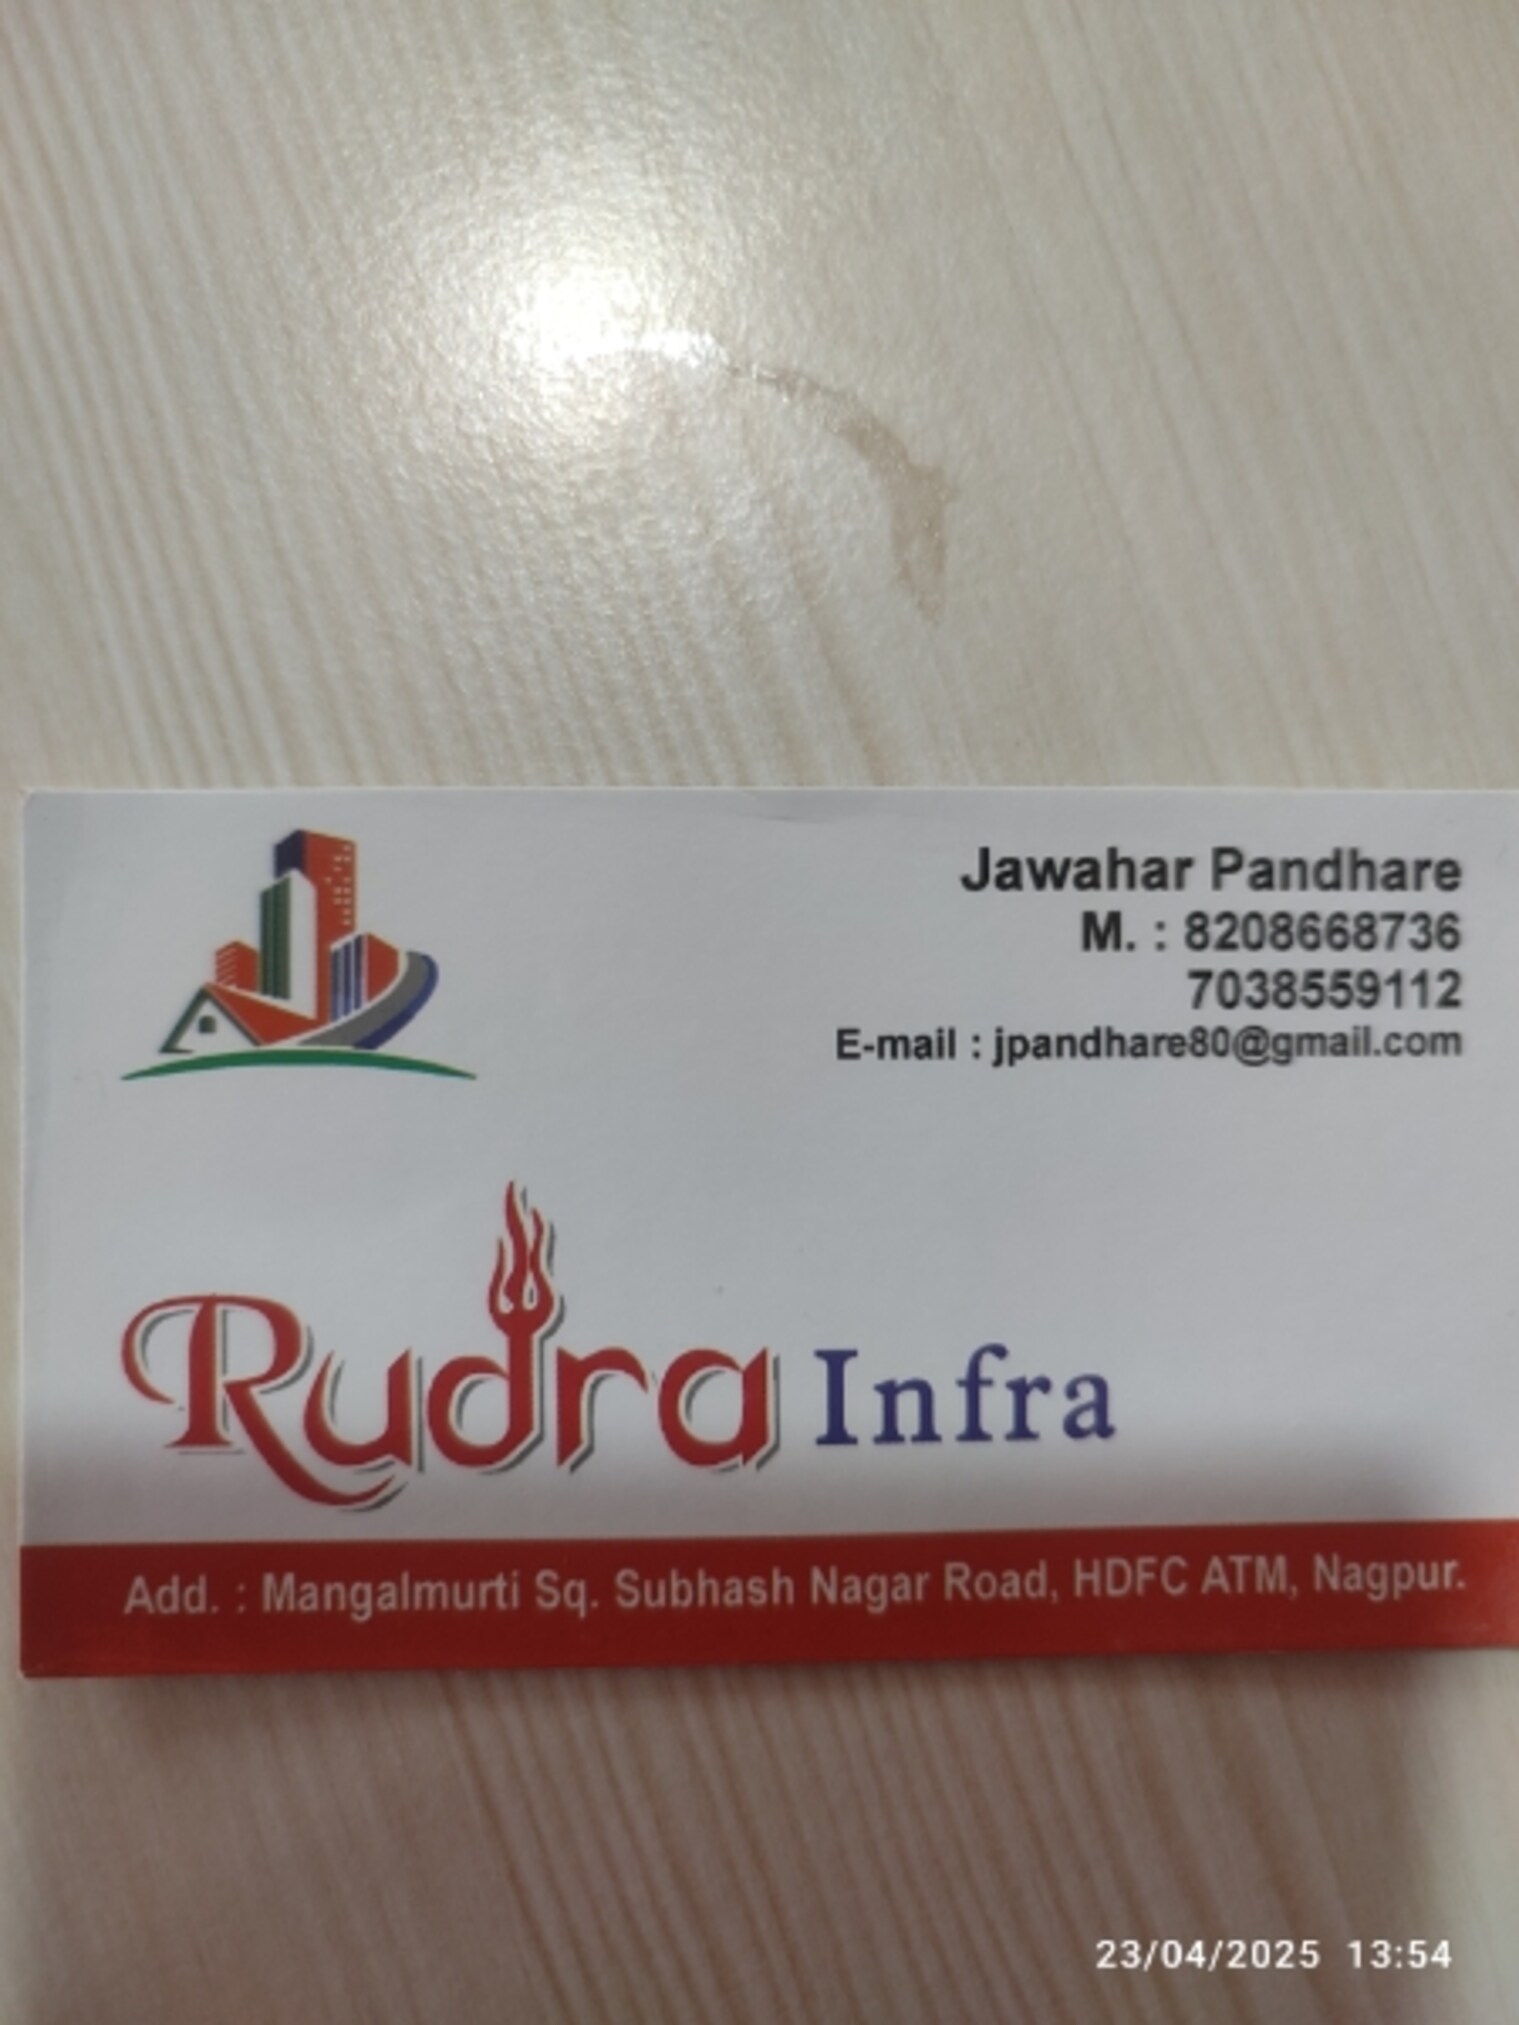 Jawahar Pandhare
M. : 8208668736
7038559112
E-mail : jpandhare80@gmail.com
Rudra Infra
Add. : Mangalmurti Sq. Subhash Nagar Road, HDFC ATM, Nagpur.
23/04/2025 13:54